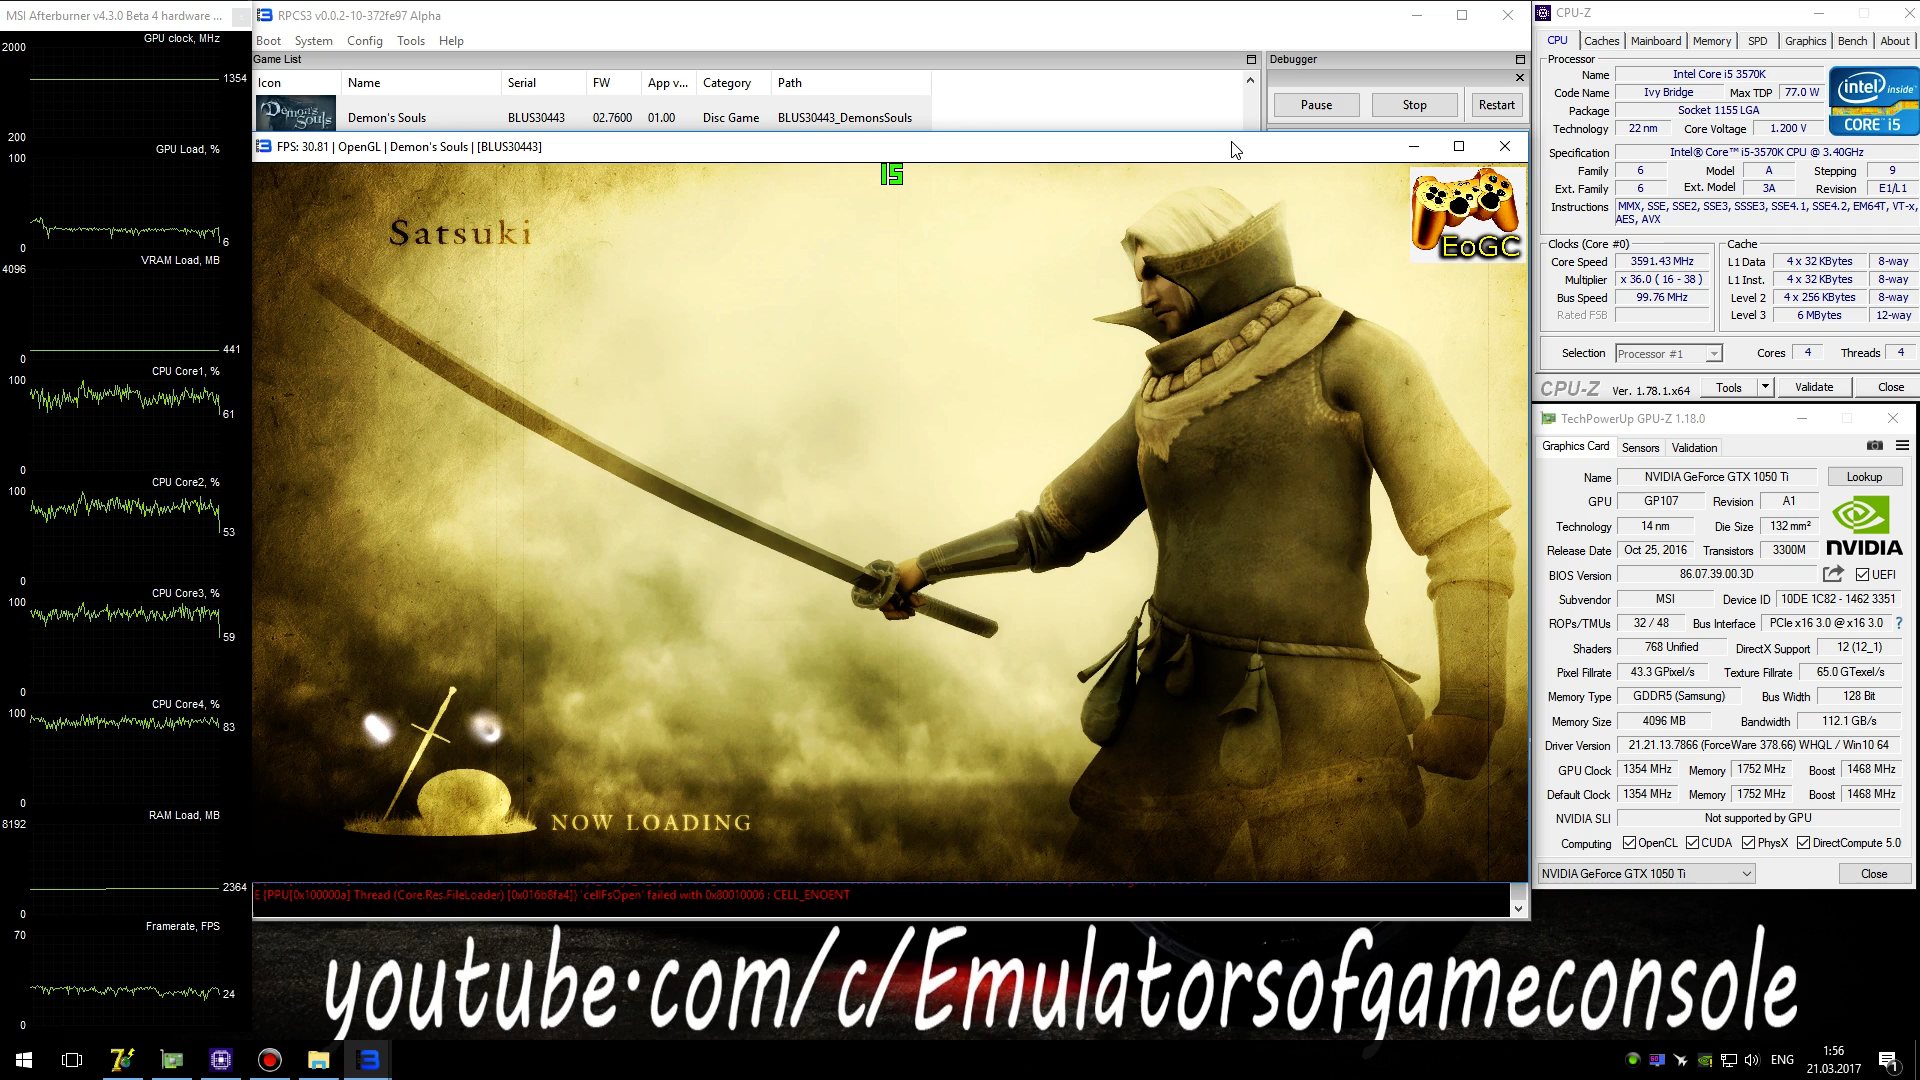 MSI Afterburner v4.3.0 Beta 4 hardware ...
GPU clock, MHz
2000
1354
200
GPU Load, %
100
6
0
VRAM Load, MB
4096
441
0
CPU Core1, %
100
61
0
CPU Core2, %
100
53
0
CPU Core3, %
100
59
0
CPU Core4, %
100
83
0
RAM Load, MB
8192
2364
0
Framerate, FPS
70
24
0
RPCS3 v0.0.2-10-372fe97 Alpha
Boot System Config Tools Help
Game List
Icon Name Serial FW App v... Category Path
Demon's Souls
Demon's Souls BLUS30443 02.7600 01.00 Disc Game BLUS30443_DemonsSouls
Debugger
Pause Stop Restart
FPS: 30.81 | OpenGL | Demon's Souls | [BLUS30443]
15
EoGC
Satsuki
NOW LOADING
E {PPU[0x100000a] Thread (Core.Res.FileLoader) [0x016b8fa4]} 'cellFsOpen' failed with 0x80010006 : CELL_ENOENT
CPU-Z
CPU Caches Mainboard Memory SPD Graphics Bench About
Processor
Name Intel Core i5 3570K
Code Name Ivy Bridge Max TDP 77.0 W
Package Socket 1155 LGA
Technology 22 nm Core Voltage 1.200 V
intel inside™
CORE i5
Specification Intel® Core™ i5-3570K CPU @ 3.40GHz
Family 6 Model A Stepping 9
Ext. Family 6 Ext. Model 3A Revision E1/L1
Instructions MMX, SSE, SSE2, SSE3, SSSE3, SSE4.1, SSE4.2, EM64T, VT-x,
AES, AVX
Clocks (Core #0) Cache
Core Speed 3591.43 MHz L1 Data 4 x 32 KBytes 8-way
Multiplier x 36.0 ( 16 - 38 ) L1 Inst. 4 x 32 KBytes 8-way
Bus Speed 99.76 MHz Level 2 4 x 256 KBytes 8-way
Rated FSB Level 3 6 MBytes 12-way
Selection Processor #1 Cores 4 Threads 4
CPU-Z Ver. 1.78.1.x64 Tools Validate Close
TechPowerUp GPU-Z 1.18.0
Graphics Card Sensors Validation
Name NVIDIA GeForce GTX 1050 Ti Lookup
GPU GP107 Revision A1
Technology 14 nm Die Size 132 mm²
Release Date Oct 25, 2016 Transistors 3300M
NVIDIA
BIOS Version 86.07.39.00.3D UEFI
Subvendor MSI Device ID 10DE 1C82 - 1462 3351
ROPs/TMUs 32 / 48 Bus Interface PCIe x16 3.0 @ x16 3.0 ?
Shaders 768 Unified DirectX Support 12 (12_1)
Pixel Fillrate 43.3 GPixel/s Texture Fillrate 65.0 GTexel/s
Memory Type GDDR5 (Samsung) Bus Width 128 Bit
Memory Size 4096 MB Bandwidth 112.1 GB/s
Driver Version 21.21.13.7866 (ForceWare 378.66) WHQL / Win10 64
GPU Clock 1354 MHz Memory 1752 MHz Boost 1468 MHz
Default Clock 1354 MHz Memory 1752 MHz Boost 1468 MHz
NVIDIA SLI Not supported by GPU
Computing OpenCL CUDA PhysX DirectCompute 5.0
NVIDIA GeForce GTX 1050 Ti Close
youtube.com/c/Emulatorsofgameconsole
ENG
1:56
21.03.2017
1